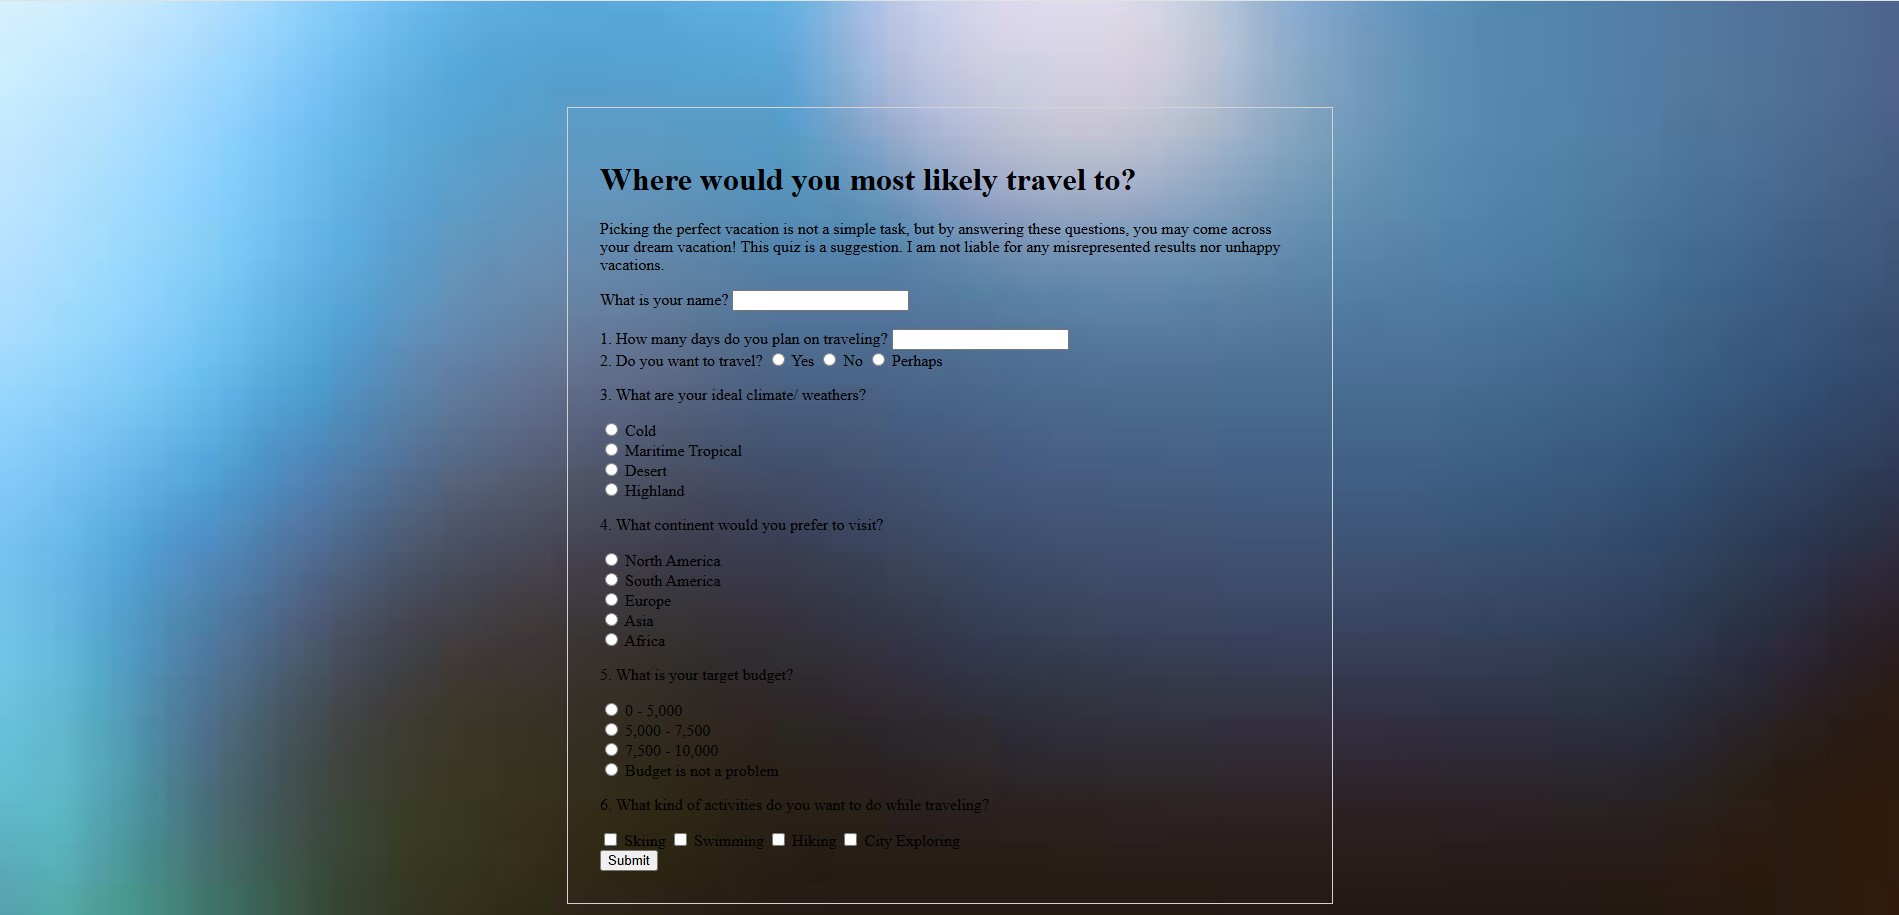 Where would you most likely travel to?
Picking the perfect vacation is not a simple task, but by answering these questions, you may come across
your dream vacation! This quiz is a suggestion. I am not liable for any misrepresented results nor unhappy
vacations.
What is your name?
1. How many days do you plan on traveling?
2. Do you want to travel? Yes No Perhaps
3. What are your ideal climate/ weathers?
Cold
Maritime Tropical
Desert
Highland
4. What continent would you prefer to visit?
North America
South America
Europe
Asia
Africa
5. What is your target budget?
0 - 5,000
5,000 - 7,500
7,500 - 10,000
Budget is not a problem
6. What kind of activities do you want to do while traveling?
Skiing Swimming Hiking City Exploring
Submit